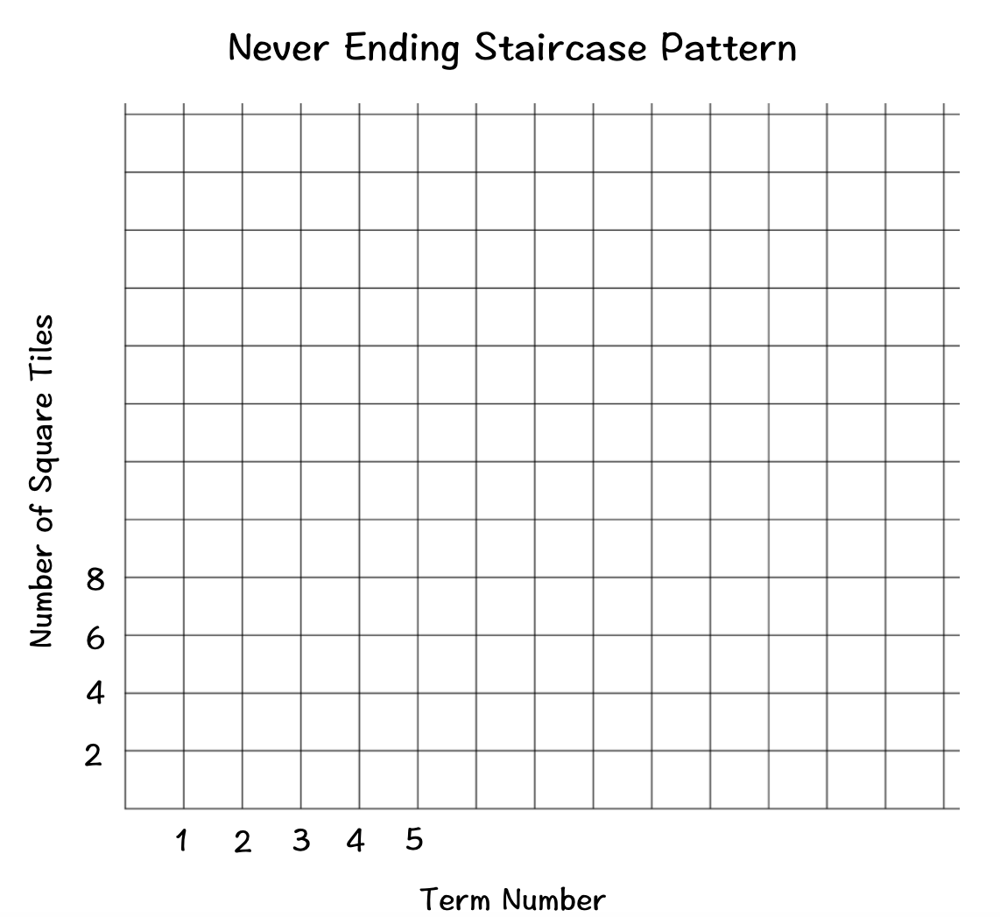 Never Ending Staircase Pattern
Number of Square Tiles
8
6
4
2
1 2 3 4 5
Term Number